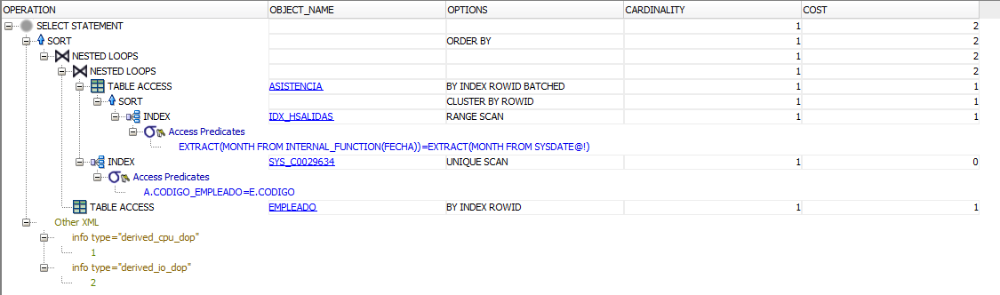 OPERATION OBJECT_NAME OPTIONS CARDINALITY COST
SELECT STATEMENT 1 2
SORT ORDER BY 1 2
NESTED LOOPS 1 2
NESTED LOOPS 1 2
TABLE ACCESS ASISTENCIA BY INDEX ROWID BATCHED 1 1
SORT CLUSTER BY ROWID 1 1
INDEX IDX_HSALIDAS RANGE SCAN 1 1
Access Predicates
EXTRACT(MONTH FROM INTERNAL_FUNCTION(FECHA))=EXTRACT(MONTH FROM SYSDATE@!)
INDEX SYS_C0029634 UNIQUE SCAN 1 0
Access Predicates
A.CODIGO_EMPLEADO=E.CODIGO
TABLE ACCESS EMPLEADO BY INDEX ROWID 1 1
Other XML
info type="derived_cpu_dop"
1
info type="derived_io_dop"
2